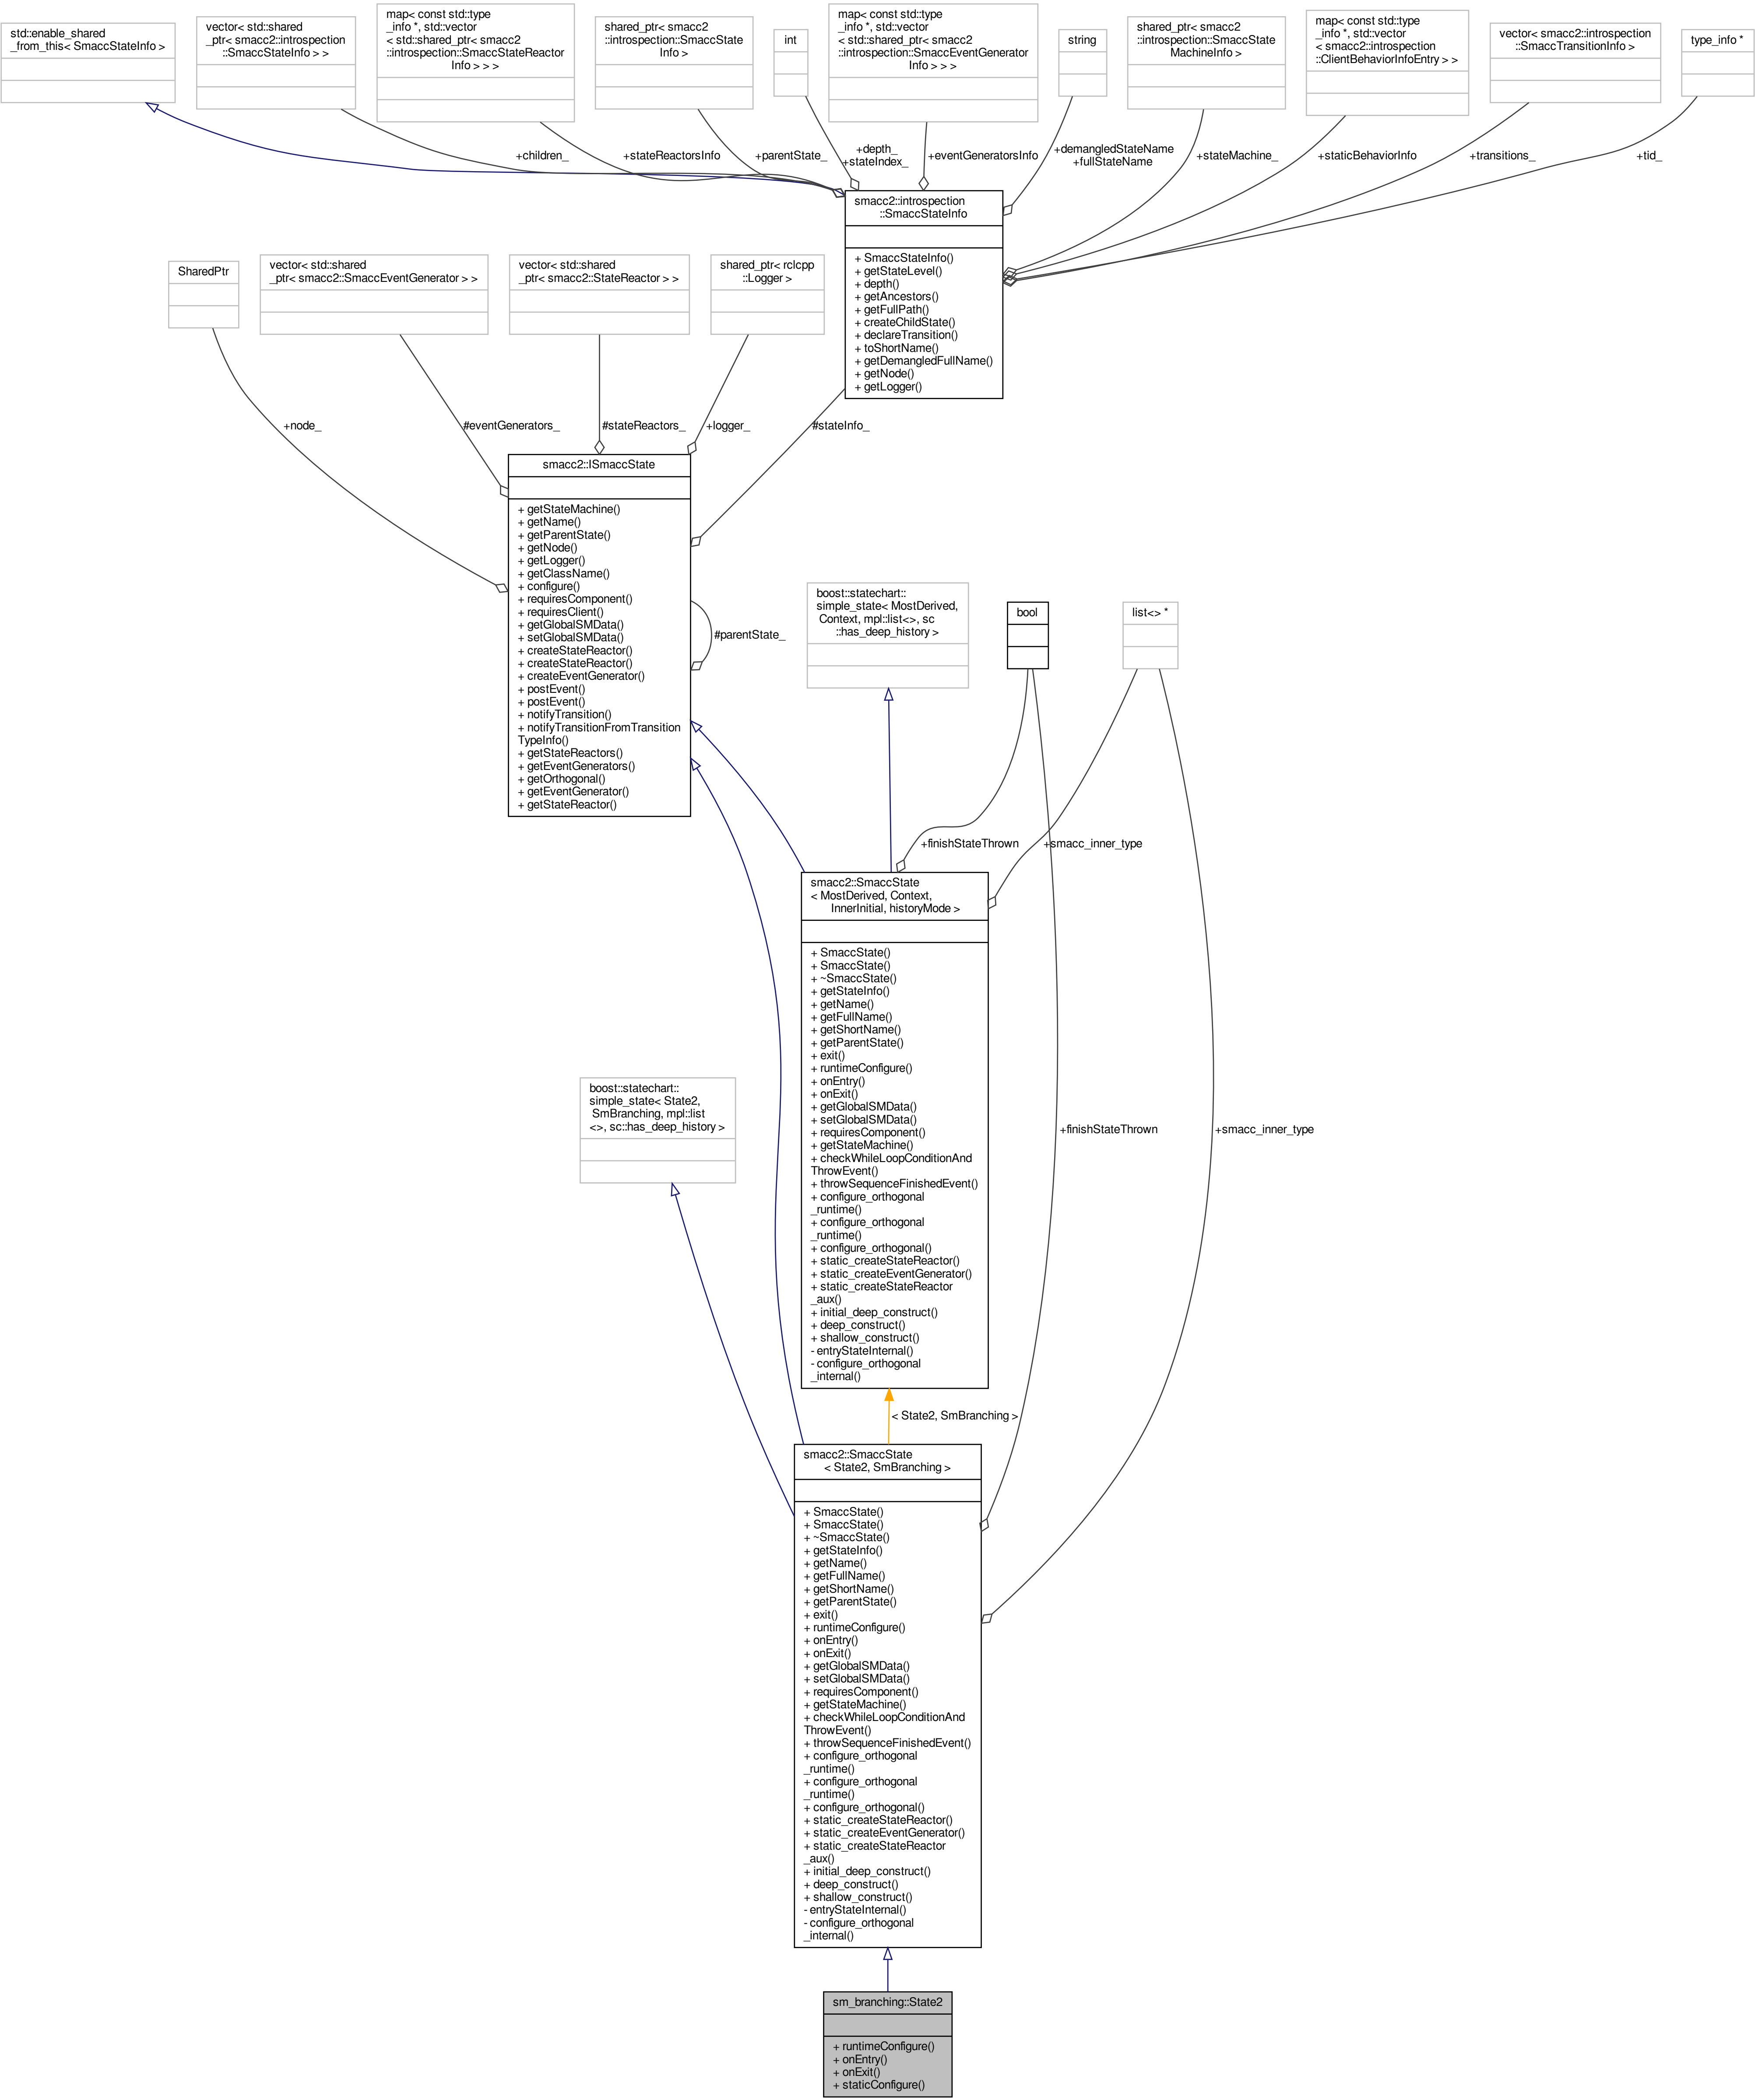 std::enable_shared
_from_this< SmaccStateInfo >
vector< std::shared
_ptr< smacc2::introspection
::SmaccStateInfo > >
map< const std::type
_info *, std::vector
< std::shared_ptr< smacc2
::introspection::SmaccStateReactor
Info > > >
shared_ptr< smacc2
::introspection::SmaccState
Info >
int
map< const std::type
_info *, std::vector
< std::shared_ptr< smacc2
::introspection::SmaccEventGenerator
Info > > >
string
shared_ptr< smacc2
::introspection::SmaccState
MachineInfo >
map< const std::type
_info *, std::vector
< smacc2::introspection
::ClientBehaviorInfoEntry > >
vector< smacc2::introspection
::SmaccTransitionInfo >
type_info *
+children_
+stateReactorsInfo
+parentState_
+depth_
+stateIndex_
+eventGeneratorsInfo
+demangledStateName
+fullStateName
+stateMachine_
+staticBehaviorInfo
+transitions_
+tid_
smacc2::introspection
::SmaccStateInfo
+ SmaccStateInfo()
+ getStateLevel()
+ depth()
+ getAncestors()
+ getFullPath()
+ createChildState()
+ declareTransition()
+ toShortName()
+ getDemangledFullName()
+ getNode()
+ getLogger()
SharedPtr
vector< std::shared
_ptr< smacc2::SmaccEventGenerator > >
vector< std::shared
_ptr< smacc2::StateReactor > >
shared_ptr< rclcpp
::Logger >
+node_
#eventGenerators_
#stateReactors_
+logger_
#stateInfo_
smacc2::ISmaccState
+ getStateMachine()
+ getName()
+ getParentState()
+ getNode()
+ getLogger()
+ getClassName()
+ configure()
+ requiresComponent()
+ requiresClient()
+ getGlobalSMData()
+ setGlobalSMData()
+ createStateReactor()
+ createStateReactor()
+ createEventGenerator()
+ postEvent()
+ postEvent()
+ notifyTransition()
+ notifyTransitionFromTransition
TypeInfo()
+ getStateReactors()
+ getEventGenerators()
+ getOrthogonal()
+ getEventGenerator()
+ getStateReactor()
#parentState_
boost::statechart::
simple_state< MostDerived,
Context, mpl::list<>, sc
::has_deep_history >
bool
list<> *
+finishStateThrown
+smacc_inner_type
smacc2::SmaccState
< MostDerived, Context,
InnerInitial, historyMode >
+ SmaccState()
+ SmaccState()
+ ~SmaccState()
+ getStateInfo()
+ getName()
+ getFullName()
+ getShortName()
+ getParentState()
+ exit()
+ runtimeConfigure()
+ onEntry()
+ onExit()
+ getGlobalSMData()
+ setGlobalSMData()
+ requiresComponent()
+ getStateMachine()
+ checkWhileLoopConditionAnd
ThrowEvent()
+ throwSequenceFinishedEvent()
+ configure_orthogonal
_runtime()
+ configure_orthogonal
_runtime()
+ configure_orthogonal()
+ static_createStateReactor()
+ static_createEventGenerator()
+ static_createStateReactor
_aux()
+ initial_deep_construct()
+ deep_construct()
+ shallow_construct()
- entryStateInternal()
- configure_orthogonal
_internal()
boost::statechart::
simple_state< State2,
SmBranching, mpl::list
<>, sc::has_deep_history >
+finishStateThrown
+smacc_inner_type
< State2, SmBranching >
smacc2::SmaccState
< State2, SmBranching >
+ SmaccState()
+ SmaccState()
+ ~SmaccState()
+ getStateInfo()
+ getName()
+ getFullName()
+ getShortName()
+ getParentState()
+ exit()
+ runtimeConfigure()
+ onEntry()
+ onExit()
+ getGlobalSMData()
+ setGlobalSMData()
+ requiresComponent()
+ getStateMachine()
+ checkWhileLoopConditionAnd
ThrowEvent()
+ throwSequenceFinishedEvent()
+ configure_orthogonal
_runtime()
+ configure_orthogonal
_runtime()
+ configure_orthogonal()
+ static_createStateReactor()
+ static_createEventGenerator()
+ static_createStateReactor
_aux()
+ initial_deep_construct()
+ deep_construct()
+ shallow_construct()
- entryStateInternal()
- configure_orthogonal
_internal()
sm_branching::State2
+ runtimeConfigure()
+ onEntry()
+ onExit()
+ staticConfigure()